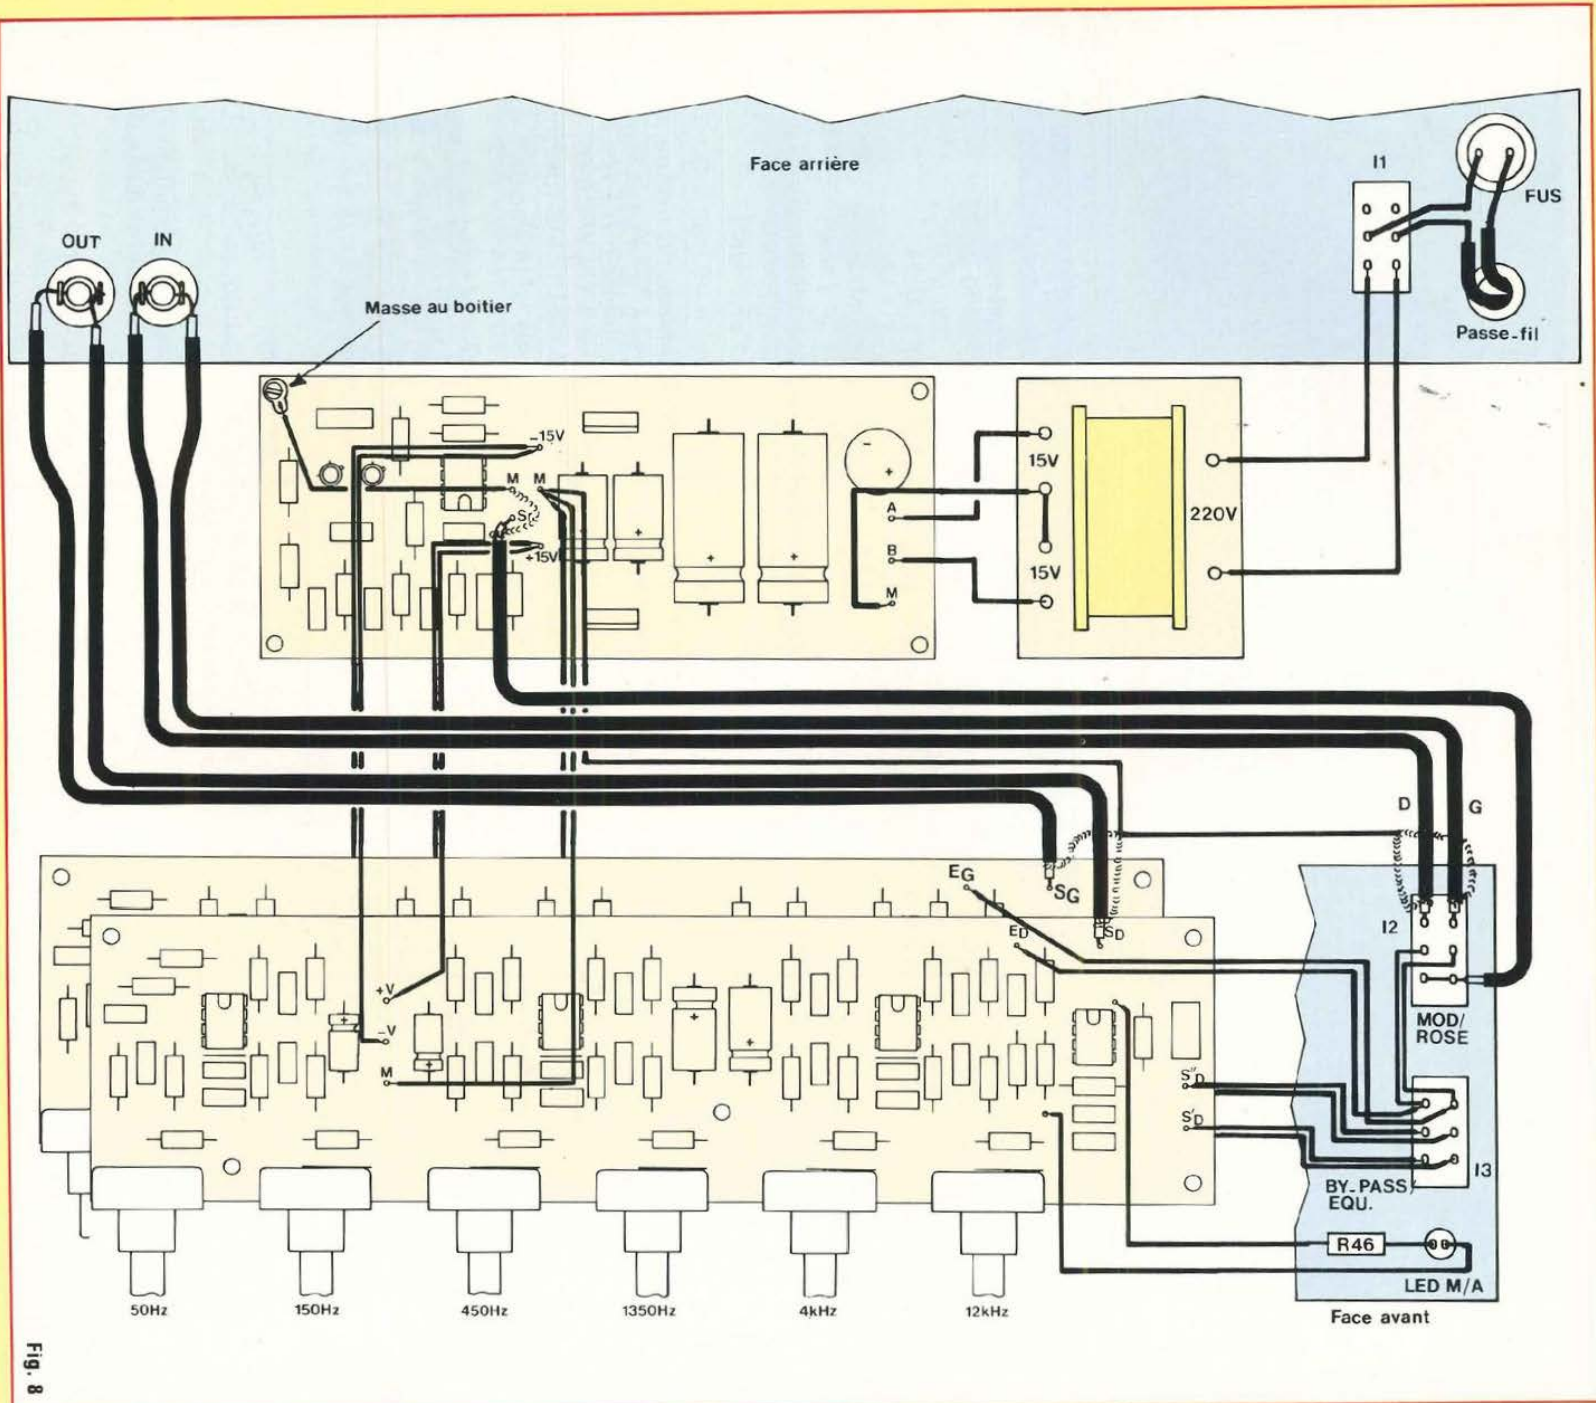 Face arrière
I1
FUS
OUT
IN
Masse au boitier
Passe-fil
-15V
M
M
+15V
-
+
+
+
+
+
A
B
M
15V
15V
220V
D
G
EG
SG
ED
SD
I2
MOD/
ROSE
+V
-V
M
+
+
+
+
S"D
S'D
I3
BY-PASS/
EQU.
R46
LED M/A
50Hz
150Hz
450Hz
1350Hz
4kHz
12kHz
Face avant
Fig. 8